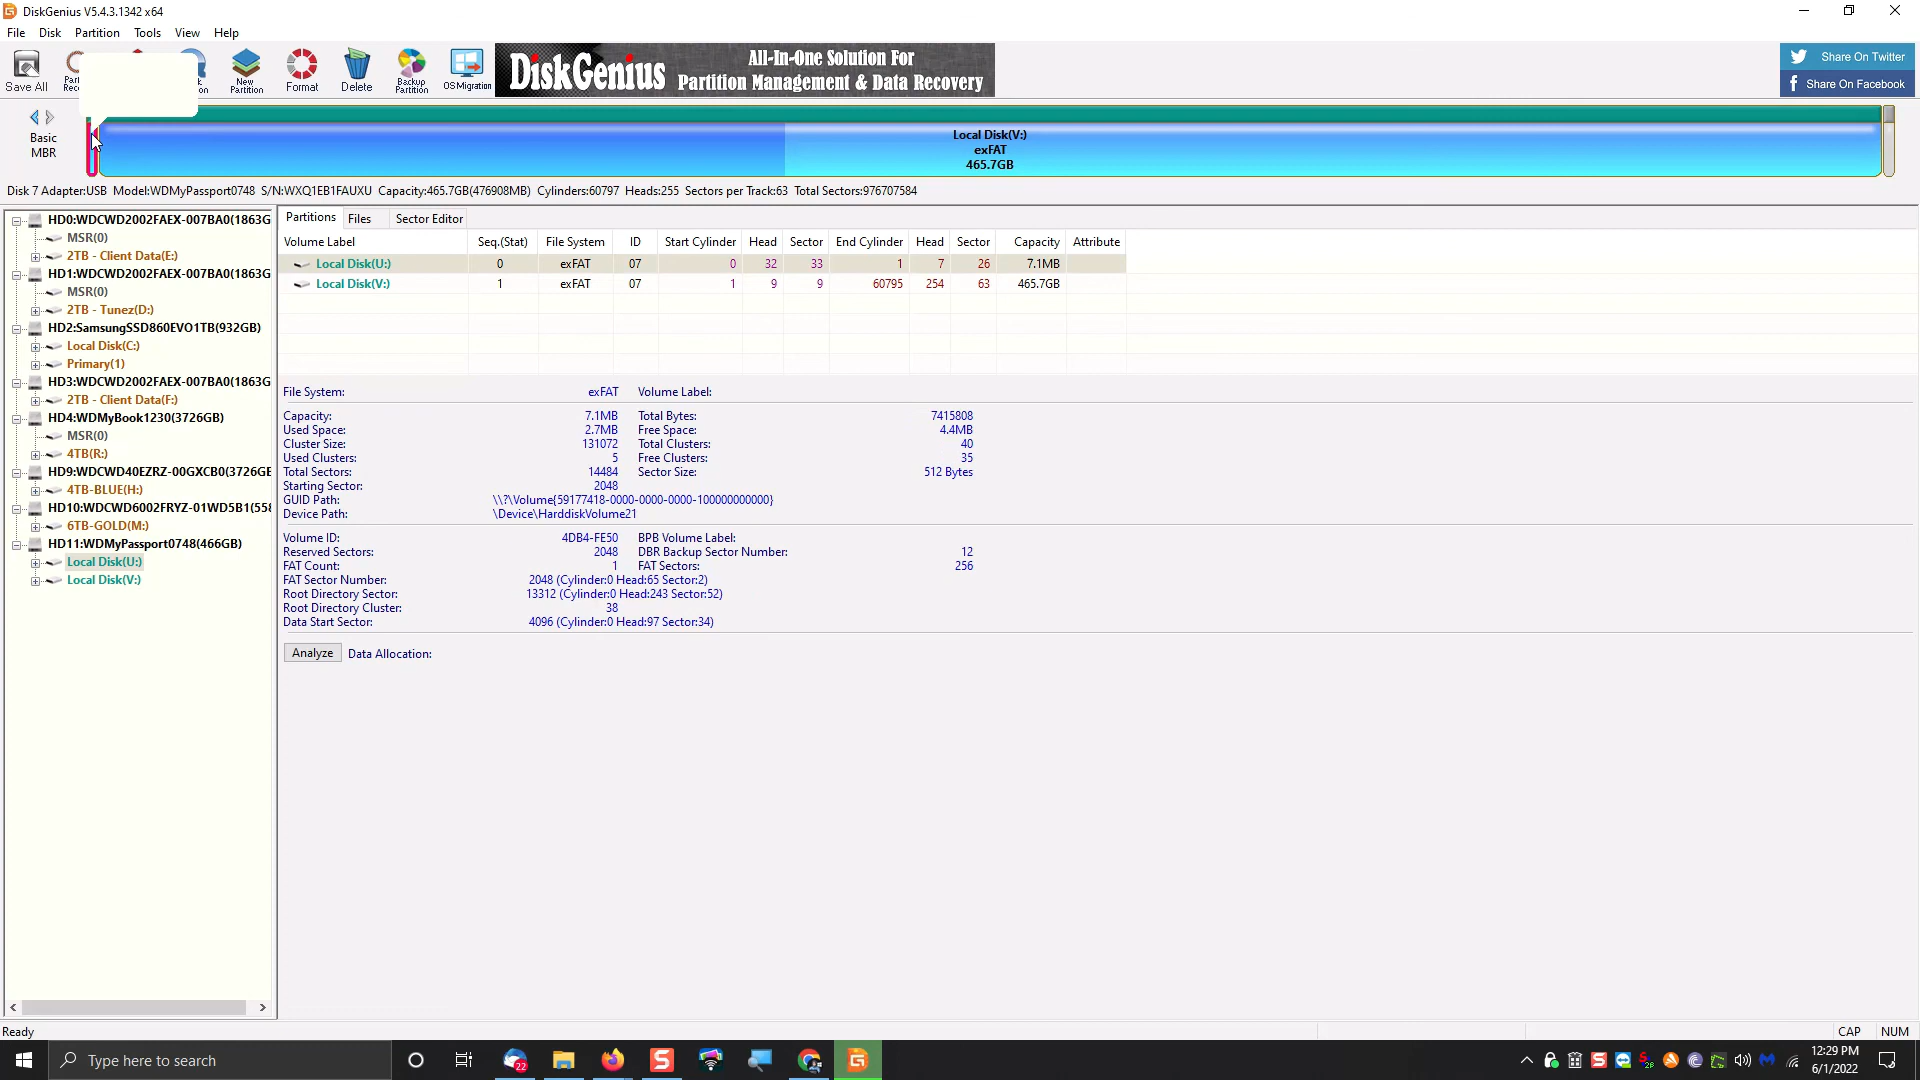 DiskGenius V5.4.3.1342 x64
File Disk Partition Tools View Help
Save All
New Partition
Format
Delete
Backup Partition
OS Migration
DiskGenius
All-In-One Solution For
Partition Management & Data Recovery
Share On Twitter
Share On Facebook
Basic
MBR
Local Disk(V:)
exFAT
465.7GB
Disk 7 Adapter:USB Model:WDMyPassport0748 S/N:WXQ1EB1FAUXU Capacity:465.7GB(476908MB) Cylinders:60797 Heads:255 Sectors per Track:63 Total Sectors:976707584
HD0:WDCWD2002FAEX-007BA0(1863G
MSR(0)
2TB - Client Data(E:)
HD1:WDCWD2002FAEX-007BA0(1863G
MSR(0)
2TB - Tunez(D:)
HD2:SamsungSSD860EVO1TB(932GB)
Local Disk(C:)
Primary(1)
HD3:WDCWD2002FAEX-007BA0(1863G
2TB - Client Data(F:)
HD4:WDMyBook1230(3726GB)
MSR(0)
4TB(R:)
HD9:WDCWD40EZRZ-00GXCB0(3726GB
4TB-BLUE(H:)
HD10:WDCWD6002FRYZ-01WD5B1(558
6TB-GOLD(M:)
HD11:WDMyPassport0748(466GB)
Local Disk(U:)
Local Disk(V:)
Partitions Files Sector Editor
Volume Label Seq.(Stat) File System ID Start Cylinder Head Sector End Cylinder Head Sector Capacity Attribute
Local Disk(U:) 0 exFAT 07 0 32 33 1 7 26 7.1MB
Local Disk(V:) 1 exFAT 07 1 9 9 60795 254 63 465.7GB
File System: exFAT Volume Label:
Capacity: 7.1MB Total Bytes: 7415808
Used Space: 2.7MB Free Space: 4.4MB
Cluster Size: 131072 Total Clusters: 40
Used Clusters: 5 Free Clusters: 35
Total Sectors: 14484 Sector Size: 512 Bytes
Starting Sector: 2048
GUID Path: \\?\Volume{59177418-0000-0000-0000-100000000000}
Device Path: \Device\HarddiskVolume21
Volume ID: 4DB4-FE50 BPB Volume Label:
Reserved Sectors: 2048 DBR Backup Sector Number: 12
FAT Count: 1 FAT Sectors: 256
FAT Sector Number: 2048 (Cylinder:0 Head:65 Sector:2)
Root Directory Sector: 13312 (Cylinder:0 Head:243 Sector:52)
Root Directory Cluster: 38
Data Start Sector: 4096 (Cylinder:0 Head:97 Sector:34)
Analyze Data Allocation:
Ready CAP NUM
Type here to search
22
12:29 PM
6/1/2022